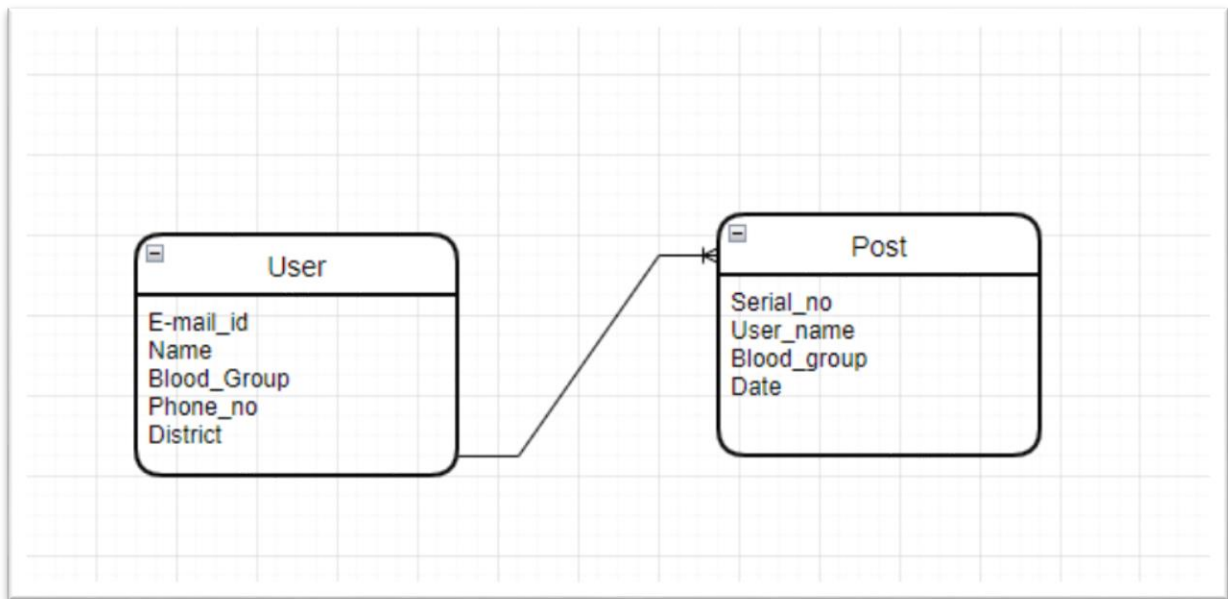 User
E-mail_id
Name
Blood_Group
Phone_no
District
Post
Serial_no
User_name
Blood_group
Date